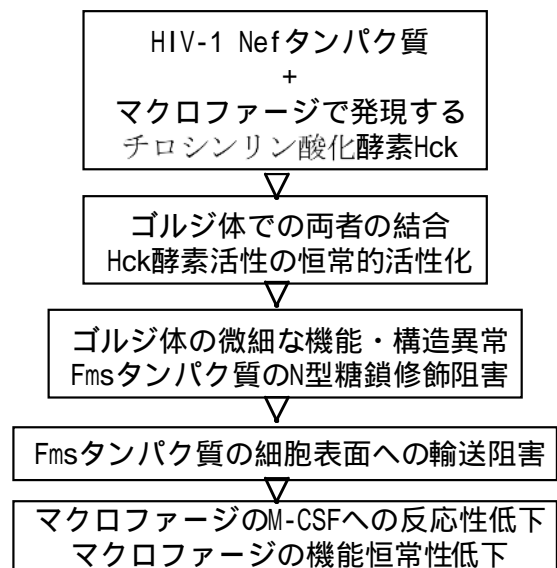 HIV-1 Nefタンパク質
+
マクロファージで発現する
チロシンリン酸化酵素Hck
ゴルジ体での両者の結合
Hck酵素活性の恒常的活性化
ゴルジ体の微細な機能・構造異常
Fmsタンパク質のN型糖鎖修飾阻害
Fmsタンパク質の細胞表面への輸送阻害
マクロファージのM-CSFへの反応性低下
マクロファージの機能恒常性低下